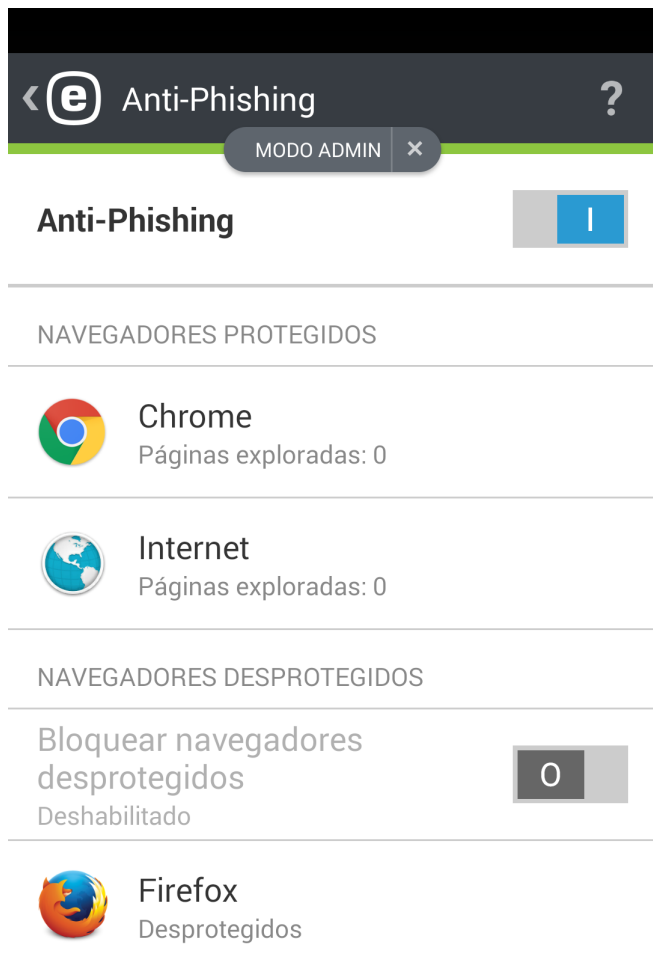 e Anti-Phishing ?
MODO ADMIN ×
Anti-Phishing I
NAVEGADORES PROTEGIDOS
Chrome
Páginas exploradas: 0
Internet
Páginas exploradas: 0
NAVEGADORES DESPROTEGIDOS
Bloquear navegadores
desprotegidos
Deshabilitado
O
Firefox
Desprotegidos